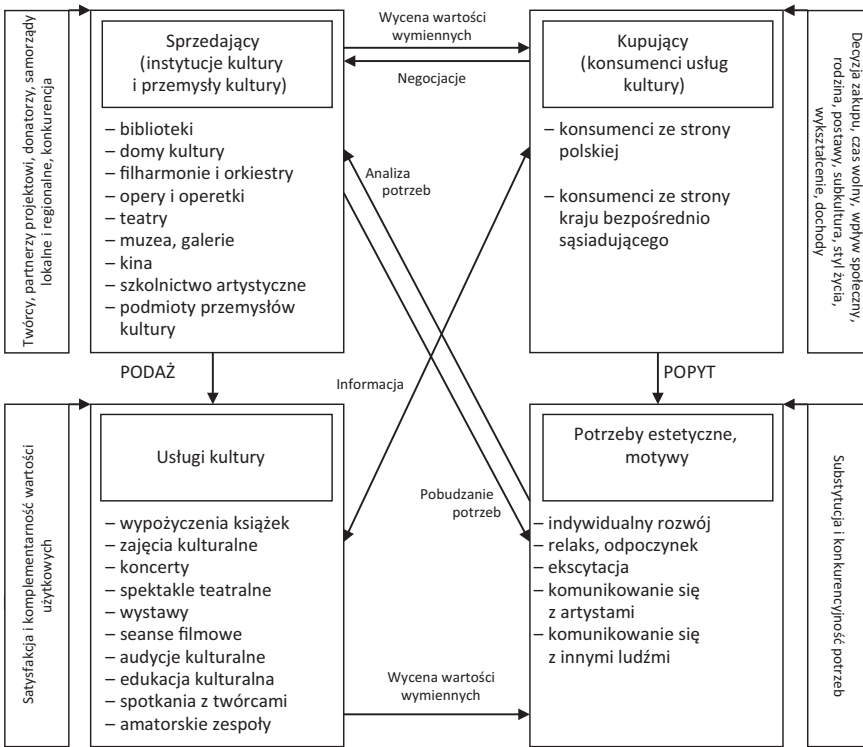 Twórcy, partnerzy projektowi, donatorzy, samorządy
lokalne i regionalne, konkurencja
Sprzedający
(instytucje kultury
i przemysły kultury)
– biblioteki
– domy kultury
– filharmonie i orkiestry
– opery i operetki
– teatry
– muzea, galerie
– kina
– szkolnictwo artystyczne
– podmioty przemysłów
kultury
Wycena wartości
wymiennych
Negocjacje
Kupujący
(konsumenci usług
kultury)
– konsumenci ze strony
polskiej
– konsumenci ze strony
kraju bezpośrednio
sąsiadującego
Decyzja zakupu, czas wolny, wpływ społeczny,
rodzina, postawy, subkultura, styl życia,
wykształcenie, dochody
Analiza
potrzeb
PODAŻ
Informacja
POPYT
Satysfakcja i komplementarność wartości
użytkowych
Usługi kultury
– wypożyczenia książek
– zajęcia kulturalne
– koncerty
– spektakle teatralne
– wystawy
– seanse filmowe
– audycje kulturalne
– edukacja kulturalna
– spotkania z twórcami
– amatorskie zespoły
Pobudzanie
potrzeb
Wycena wartości
wymiennych
Potrzeby estetyczne,
motywy
– indywidualny rozwój
– relaks, odpoczynek
– ekscytacja
– komunikowanie się
z artystami
– komunikowanie się
z innymi ludźmi
Substytucja i konkurencyjność
potrzeb